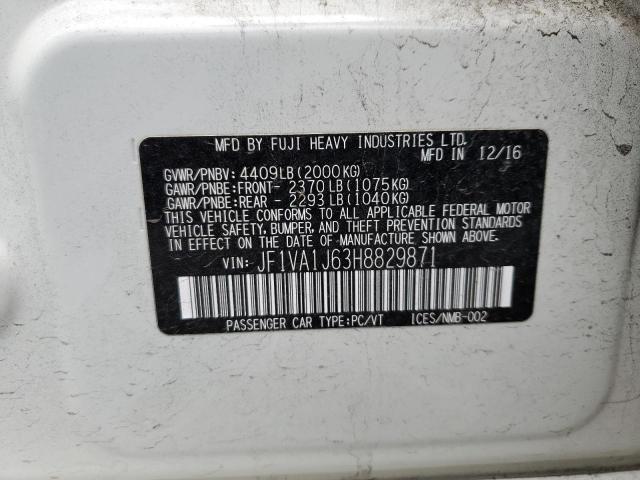 MFD BY FUJI HEAVY INDUSTRIES LTD.
MFD IN 12/16
GVWR/PNBV: 4409LB(2000KG)
GAWR/PNBE:FRONT- 2370LB(1075KG)
GAWR/PNBE:REAR - 2293LB(1040KG)
THIS VEHICLE CONFORMS TO ALL APPLICABLE FEDERAL MOTOR
VEHICLE SAFETY, BUMPER, AND THEFT PREVENTION STANDARDS
IN EFFECT ON THE DATE OF MANUFACTURE SHOWN ABOVE.
VIN: JF1VA1J63H8829871
PASSENGER CAR TYPE:PC/VT ICES/NMB-002